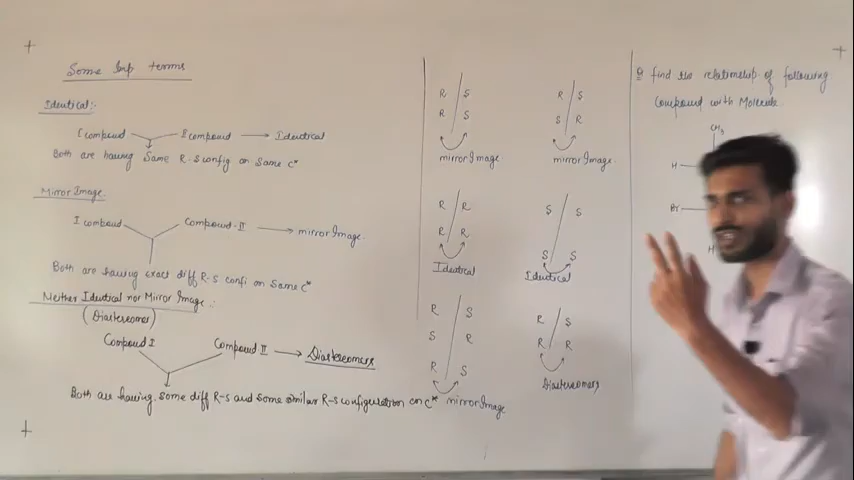 Some Imp terms
Identical:-
I compound
II compound → Identical
Both are having Same R-S config on Same C*
Mirror Image
I compound
Compound-II → mirror Image.
Both are having exact diff R-S confi on Same C*
Neither Identical nor Mirror Image:
(Diastereomer)
Compound I
Compound II → Diastereomers
Both are having some diff R-S and some similar R-S configuration on C*
R S
R S
mirror Image
R S
S R
mirror Image.
R R
R R
Identical
S S
S S
Identical
R S
S R
R S
mirror Image
R S
R R
Diastereomers
Q find the relationship of following
Compound with Molecule.
CH3
H
Br
H